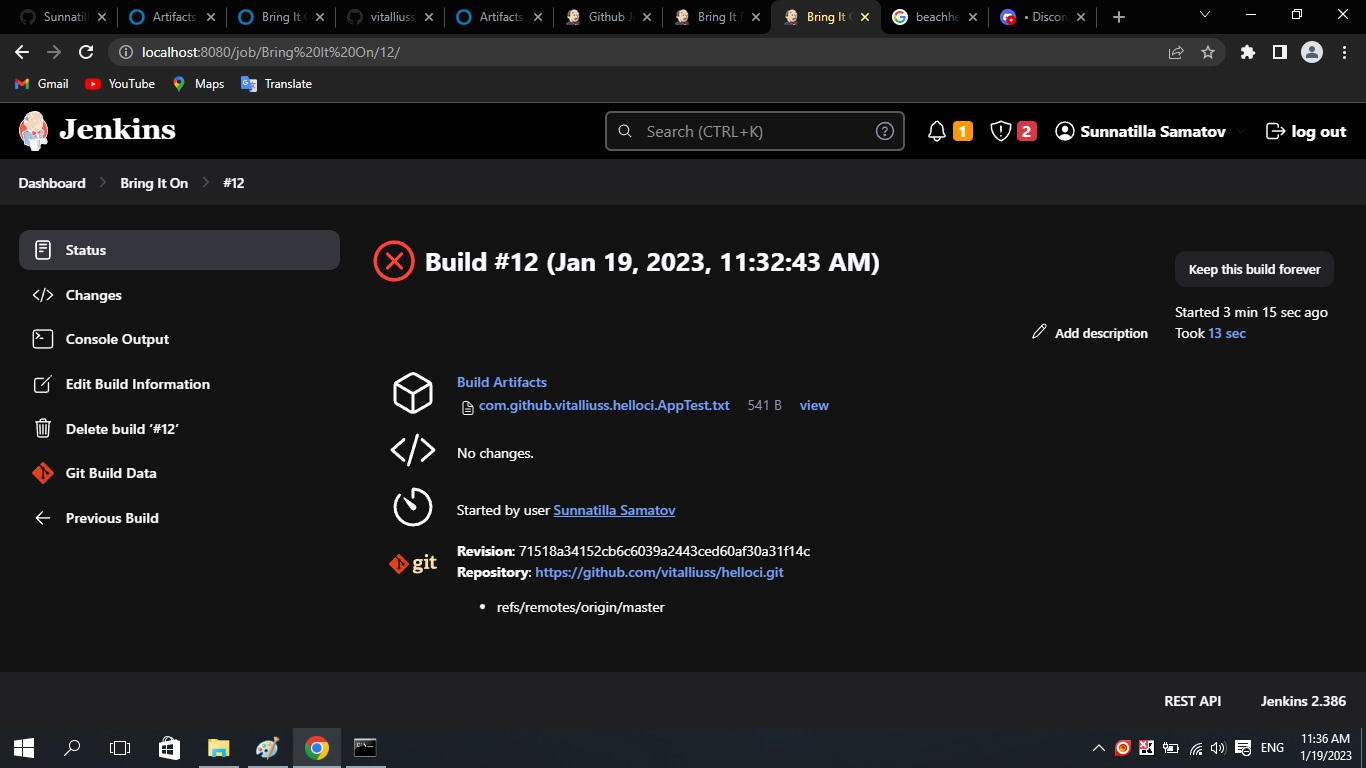 Sunnatill
Artifacts
Bring It
vitalliuss
Artifacts
Github J
Bring It
Bring It
beachhe
• Discon
localhost:8080/job/Bring%20It%20On/12/
Gmail
YouTube
Maps
Translate
Jenkins
Search (CTRL+K)
1
2
Sunnatilla Samatov
log out
Dashboard
Bring It On
#12
Status
Changes
Console Output
Edit Build Information
Delete build ‘#12’
Git Build Data
Previous Build
Build #12 (Jan 19, 2023, 11:32:43 AM)
Keep this build forever
Started 3 min 15 sec ago
Took 13 sec
Add description
Build Artifacts
com.github.vitalliuss.helloci.AppTest.txt 541 B view
No changes.
Started by user Sunnatilla Samatov
git
Revision: 71518a34152cb6c6039a2443ced60af30a31f14c
Repository: https://github.com/vitalliuss/helloci.git
• refs/remotes/origin/master
REST API
Jenkins 2.386
ENG
11:36 AM
1/19/2023